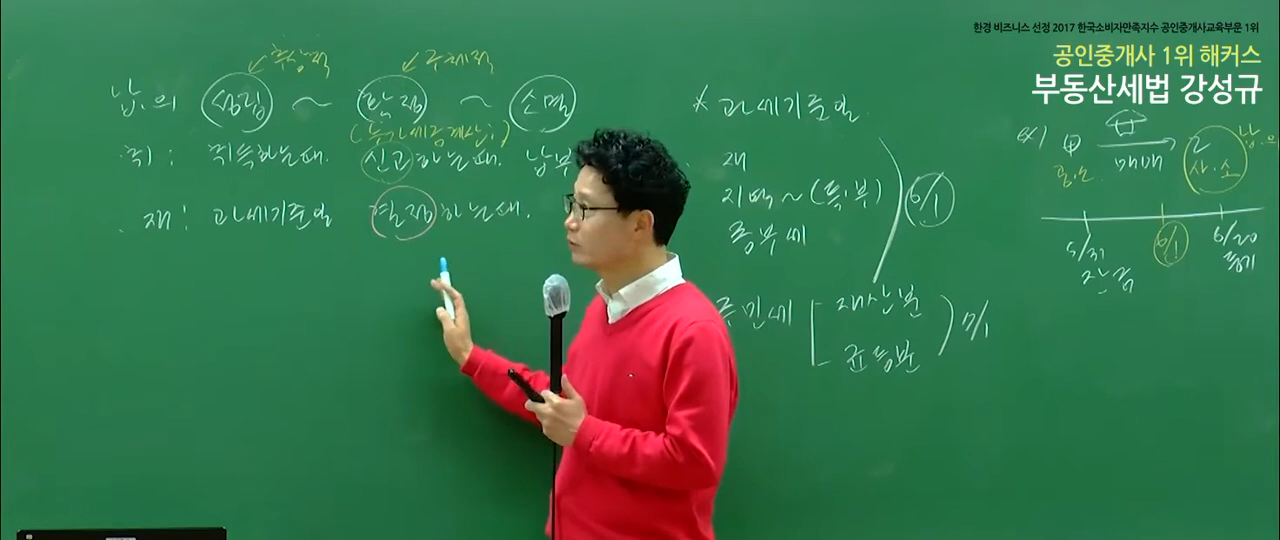 한경 비즈니스 선정 2017 한국소비자만족지수 공인중개사교육부문 1위
공인중개사 1위 해커스
부동산세법 강성규
추상적 구체적
납.의 성립 ~ 확정 ~ 소멸
취: 취득하는때. 신고하는때. 납부
재: 과세기준일 결정하는때.
* 과세기준일
재
지역~(특.부)
종부세
6/1
주민세 재산분
균등분
7/1
예) 甲 매매 乙 납.의
사.소
5/31 6/1 6/20
잔금 등기